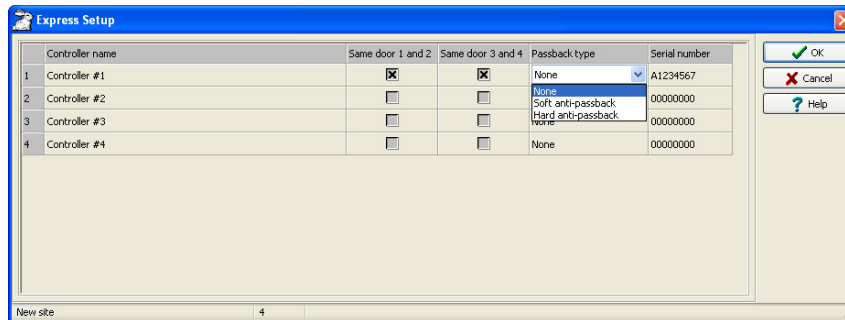 Express Setup
Controller name Same door 1 and 2 Same door 3 and 4 Passback type Serial number
1 Controller #1 None A1234567
None
Soft anti-passback
Hard anti-passback
2 Controller #2 00000000
3 Controller #3 None 00000000
4 Controller #4 None 00000000
OK
Cancel
? Help
New site 4